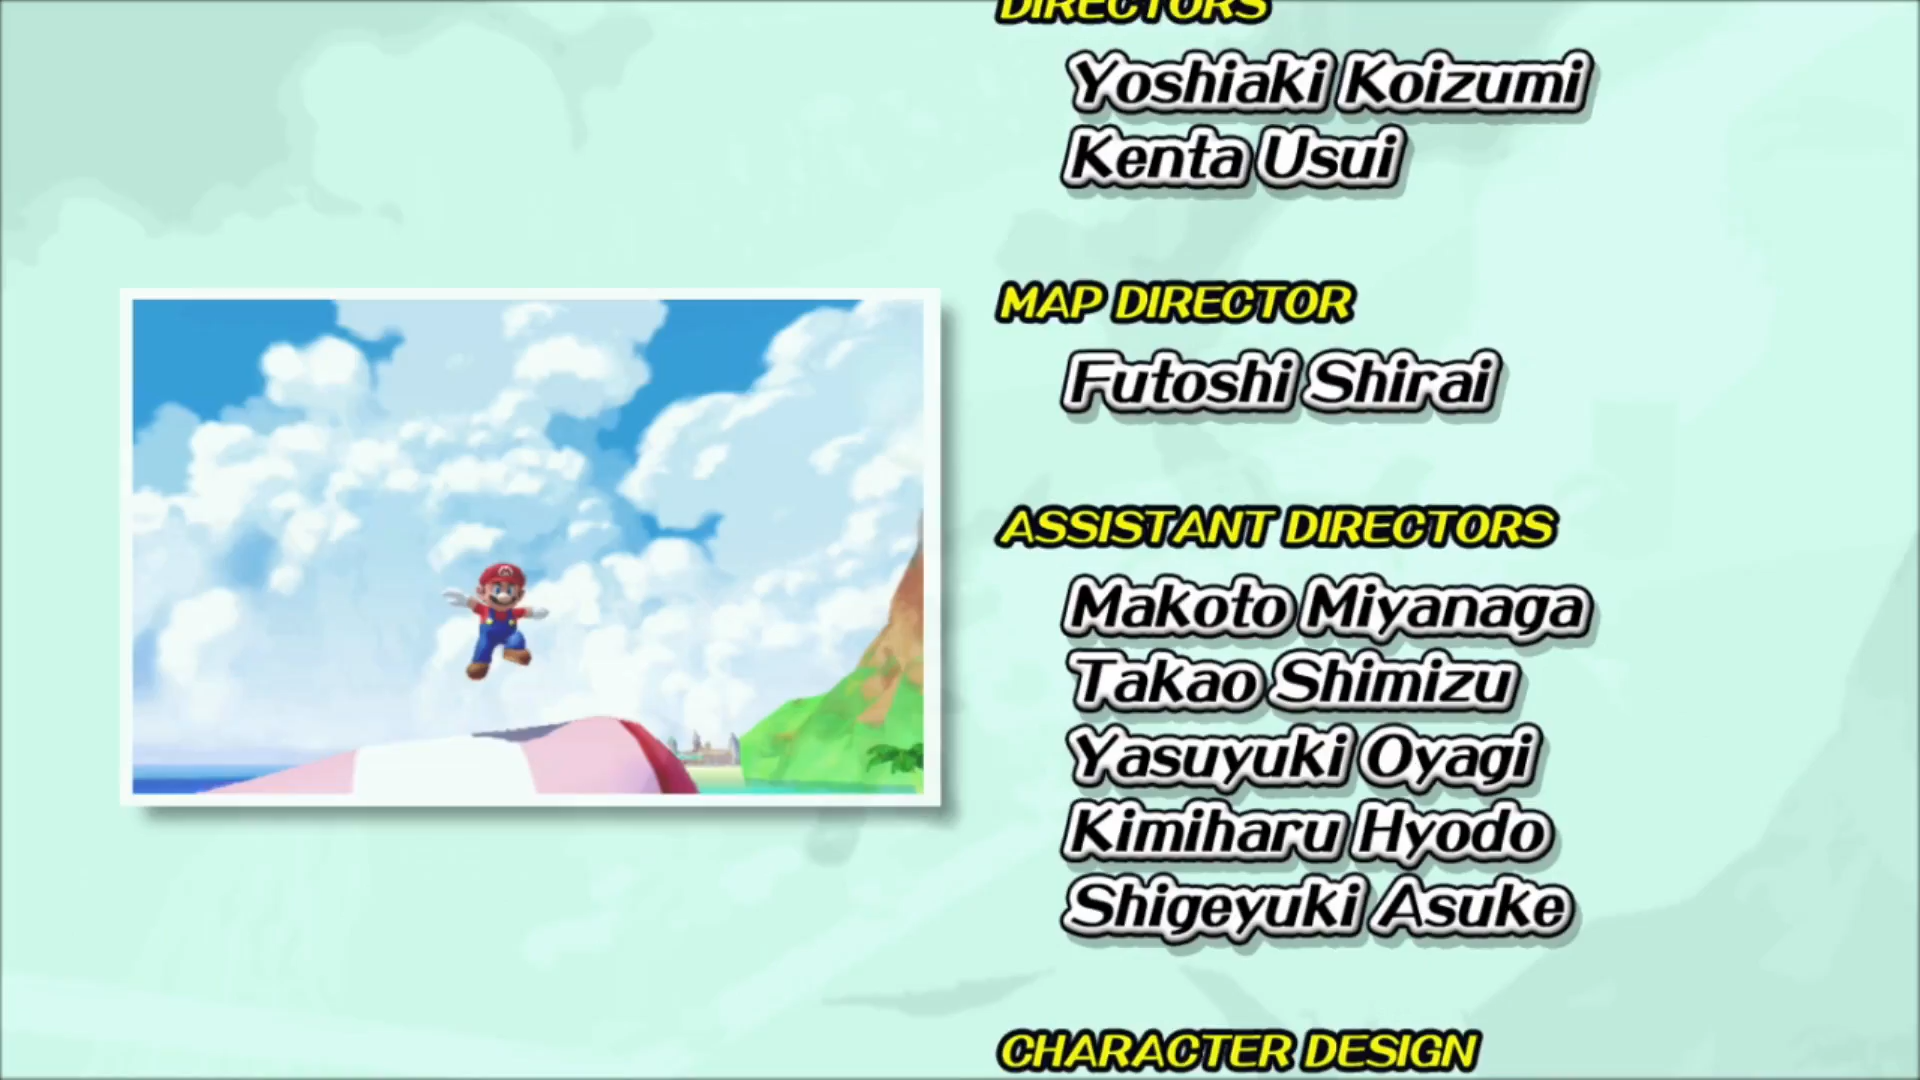 DIRECTORS
Yoshiaki Koizumi
Kenta Usui
MAP DIRECTOR
Futoshi Shirai
ASSISTANT DIRECTORS
Makoto Miyanaga
Takao Shimizu
Yasuyuki Oyagi
Kimiharu Hyodo
Shigeyuki Asuke
CHARACTER DESIGN